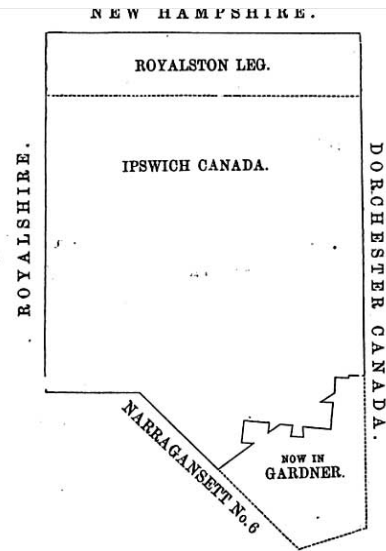 NEW HAMPSHIRE.
ROYALSTON LEG.
IPSWICH CANADA.
ROYALSHIRE.
DORCHESTER CANADA.
NARRAGANSETT No. 6
NOW IN
GARDNER.